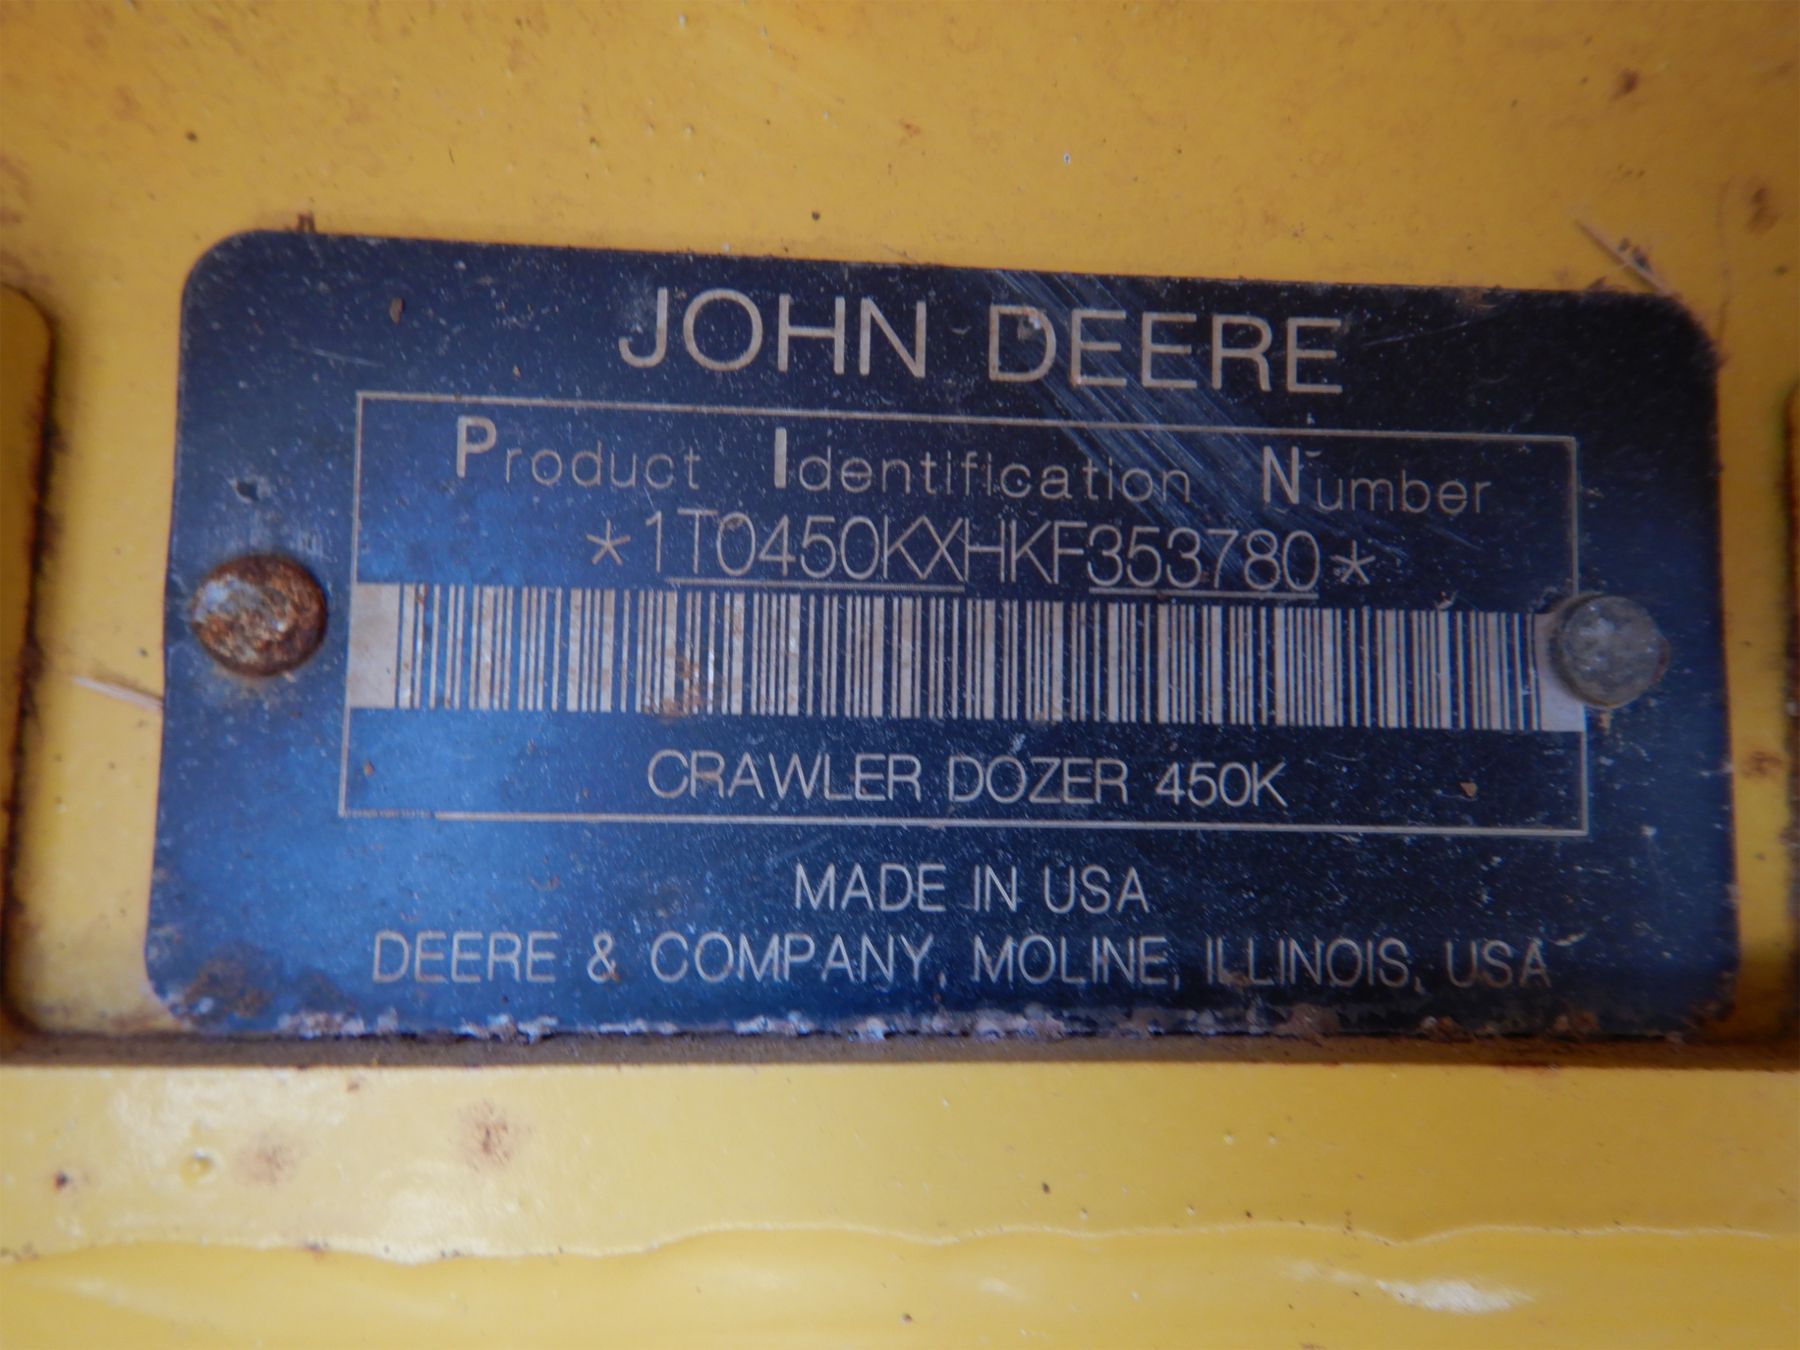 JOHN DEERE
Product Identification Number
*1T0450KXHKF353780*
CRAWLER DOZER 450K
MADE IN USA
DEERE & COMPANY, MOLINE, ILLINOIS, USA